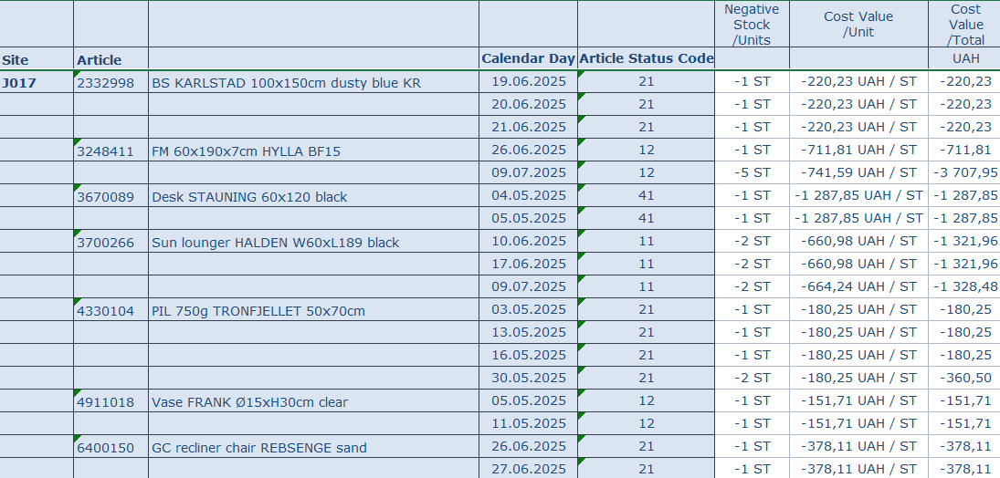 Negative Stock /Units Cost Value /Unit Cost Value /Total
Site Article Calendar Day Article Status Code UAH
J017 2332998 BS KARLSTAD 100x150cm dusty blue KR 19.06.2025 21 -1 ST -220,23 UAH / ST -220,23
20.06.2025 21 -1 ST -220,23 UAH / ST -220,23
21.06.2025 21 -1 ST -220,23 UAH / ST -220,23
3248411 FM 60x190x7cm HYLLA BF15 26.06.2025 12 -1 ST -711,81 UAH / ST -711,81
09.07.2025 12 -5 ST -741,59 UAH / ST -3 707,95
3670089 Desk STAUNING 60x120 black 04.05.2025 41 -1 ST -1 287,85 UAH / ST -1 287,85
05.05.2025 41 -1 ST -1 287,85 UAH / ST -1 287,85
3700266 Sun lounger HALDEN W60xL189 black 10.06.2025 11 -2 ST -660,98 UAH / ST -1 321,96
17.06.2025 11 -2 ST -660,98 UAH / ST -1 321,96
09.07.2025 11 -2 ST -664,24 UAH / ST -1 328,48
4330104 PIL 750g TRONFJELLET 50x70cm 03.05.2025 21 -1 ST -180,25 UAH / ST -180,25
13.05.2025 21 -1 ST -180,25 UAH / ST -180,25
16.05.2025 21 -1 ST -180,25 UAH / ST -180,25
30.05.2025 21 -2 ST -180,25 UAH / ST -360,50
4911018 Vase FRANK Ø15xH30cm clear 05.05.2025 12 -1 ST -151,71 UAH / ST -151,71
11.05.2025 12 -1 ST -151,71 UAH / ST -151,71
6400150 GC recliner chair REBSENGE sand 26.06.2025 21 -1 ST -378,11 UAH / ST -378,11
27.06.2025 21 -1 ST -378,11 UAH / ST -378,11